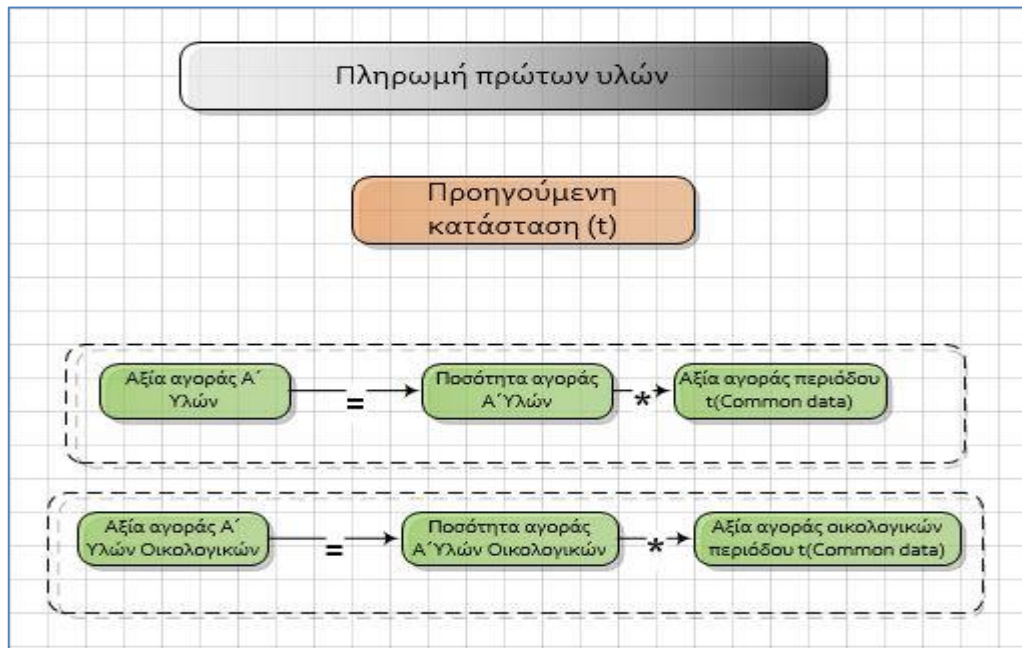 Πληρωμή πρώτων υλών
Προηγούμενη
κατάσταση (t)
Αξία αγοράς Α΄
Υλών
=
Ποσότητα αγοράς
Α΄Υλών
*
Αξία αγοράς περιόδου
t(Common data)
Αξία αγοράς Α΄
Υλών Οικολογικών
=
Ποσότητα αγοράς
Α΄Υλών Οικολογικών
*
Αξία αγοράς οικολογικών
περιόδου t(Common data)